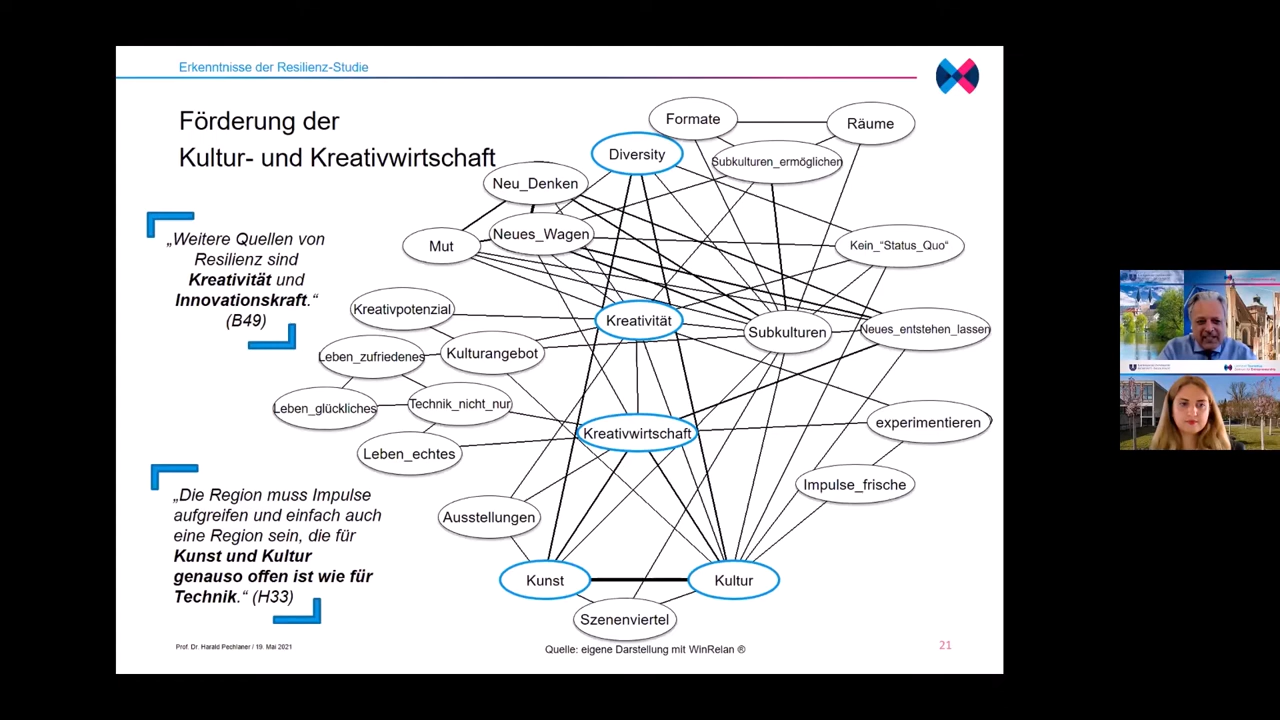 Erkenntnisse der Resilienz-Studie
Förderung der
Kultur- und Kreativwirtschaft
„Weitere Quellen von
Resilienz sind
Kreativität und
Innovationskraft.“
(B49)
„Die Region muss Impulse
aufgreifen und einfach auch
eine Region sein, die für
Kunst und Kultur
genauso offen ist wie für
Technik.“ (H33)
Formate
Räume
Diversity
Subkulturen_ermöglichen
Neu_Denken
Neues_Wagen
Mut
Kein_“Status_Quo“
Kreativpotenzial
Kreativität
Subkulturen
Neues_entstehen_lassen
Leben_zufriedenes
Kulturangebot
Leben_glückliches
Technik_nicht_nur
Kreativwirtschaft
experimentieren
Leben_echtes
Impulse_frische
Ausstellungen
Kunst
Kultur
Szenenviertel
Prof. Dr. Harald Pechlaner / 19. Mai 2021
Quelle: eigene Darstellung mit WinRelan ®
21